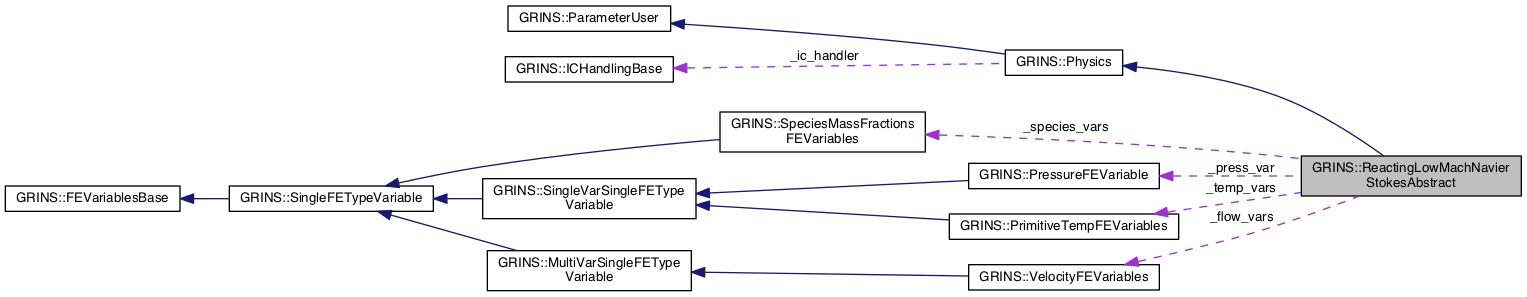 GRINS::ParameterUser
GRINS::ICHandlingBase
_ic_handler
GRINS::Physics
GRINS::SpeciesMassFractions
FEVariables
_species_vars
GRINS::ReactingLowMachNavier
StokesAbstract
GRINS::FEVariablesBase
GRINS::SingleFETypeVariable
GRINS::SingleVarSingleFEType
Variable
GRINS::PressureFEVariable
_press_var
_temp_vars
GRINS::PrimitiveTempFEVariables
_flow_vars
GRINS::MultiVarSingleFEType
Variable
GRINS::VelocityFEVariables